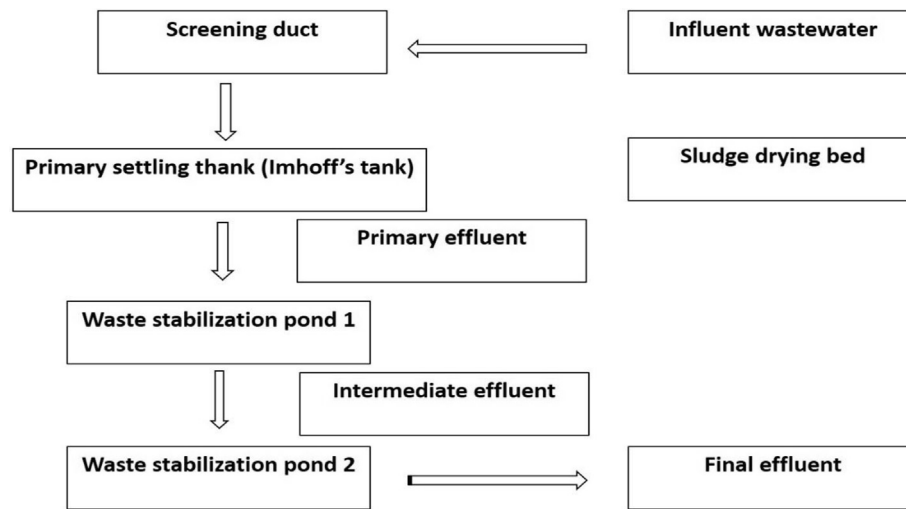 Screening duct
Influent wastewater
Primary settling thank (Imhoff's tank)
Sludge drying bed
Primary effluent
Waste stabilization pond 1
Intermediate effluent
Waste stabilization pond 2
Final effluent